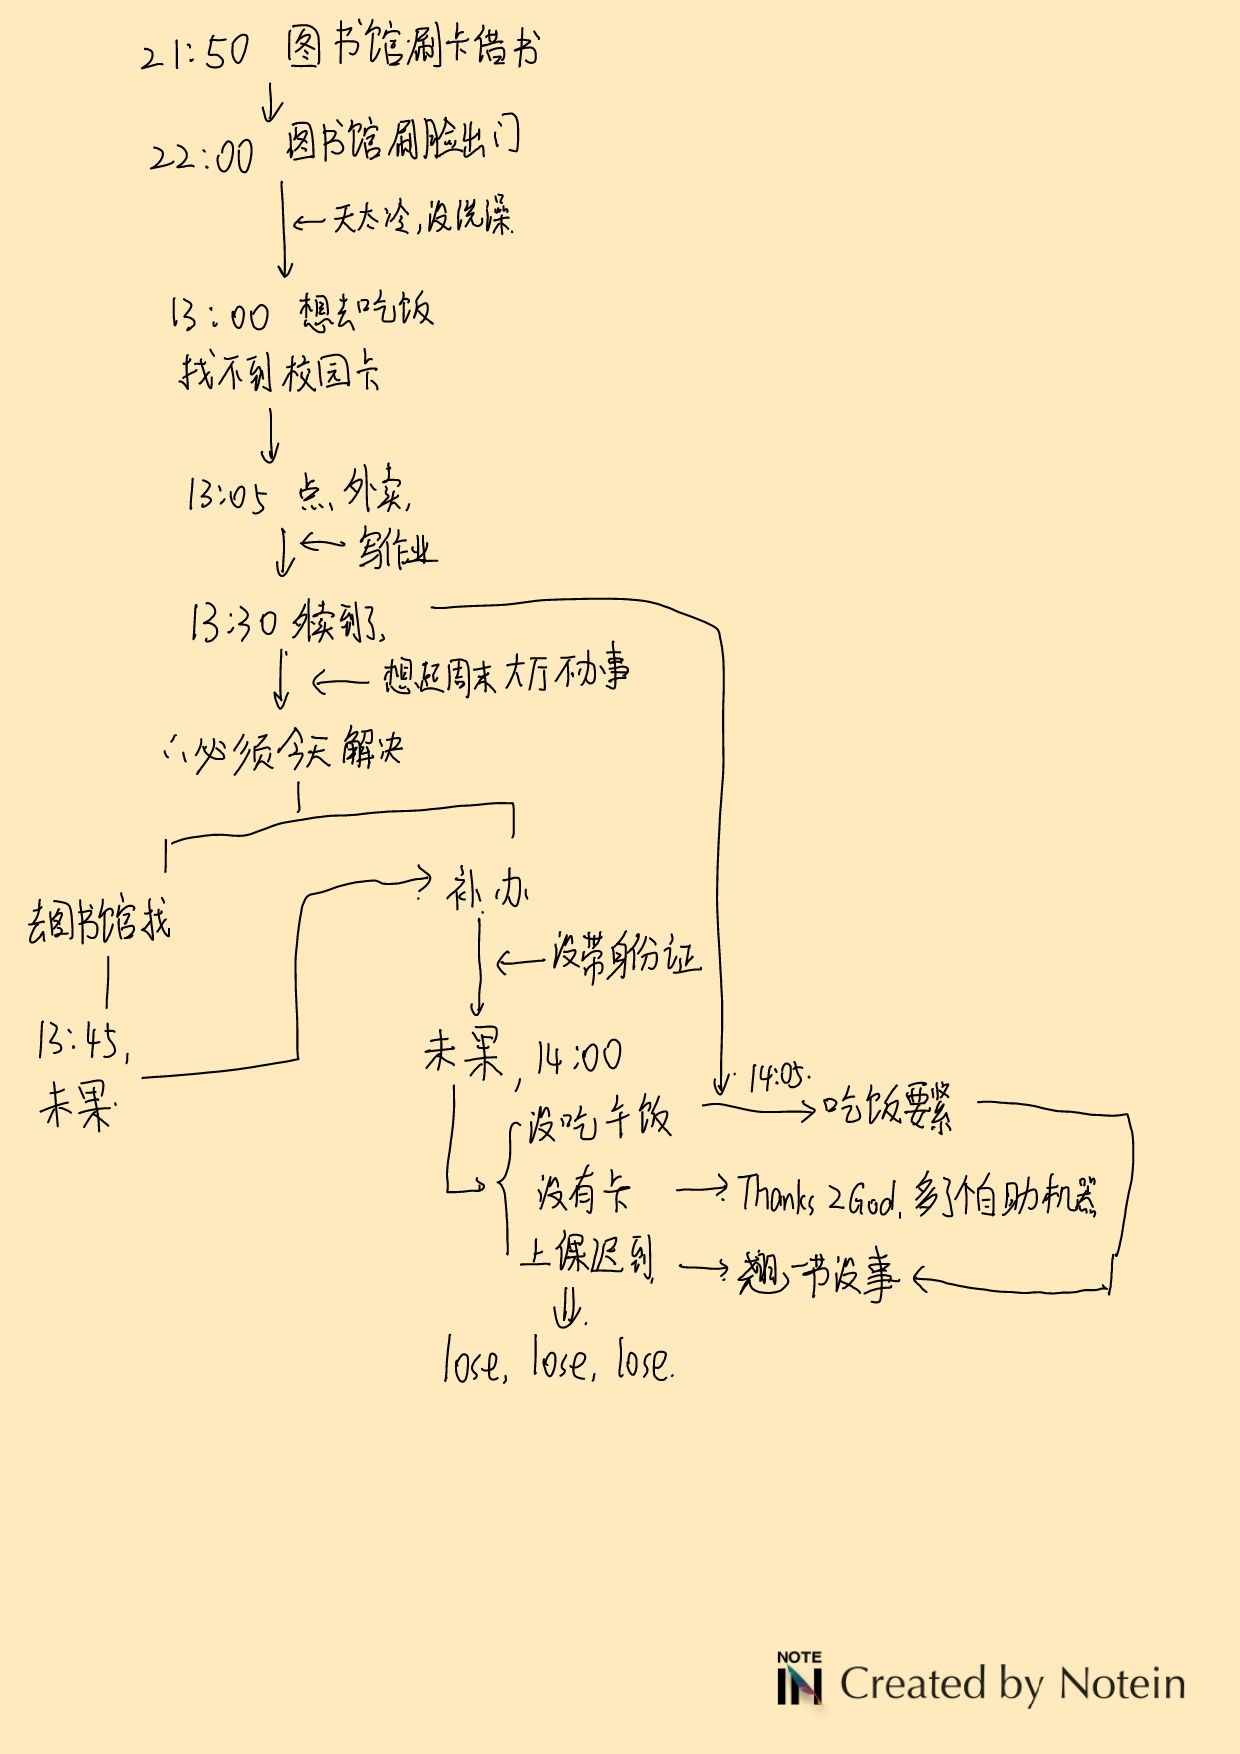 21:50 图书馆刷卡借书
22:00 图书馆刷脸出门
天太冷,没洗澡.
13:00 想去吃饭
找不到校园卡
13:05 点外卖,
写作业
13:30 外卖到了,
想起周末大厅不办事
∴必须今天解决
去图书馆找
补办
没带身份证
13:45,
未果.
未果, 14:00
14:05.
没吃午饭
吃饭要紧
没有卡
Thanks 2God, 多了个自助机器
上课迟到
翘一节没事
lose, lose, lose.
NOTE
IN Created by Notein